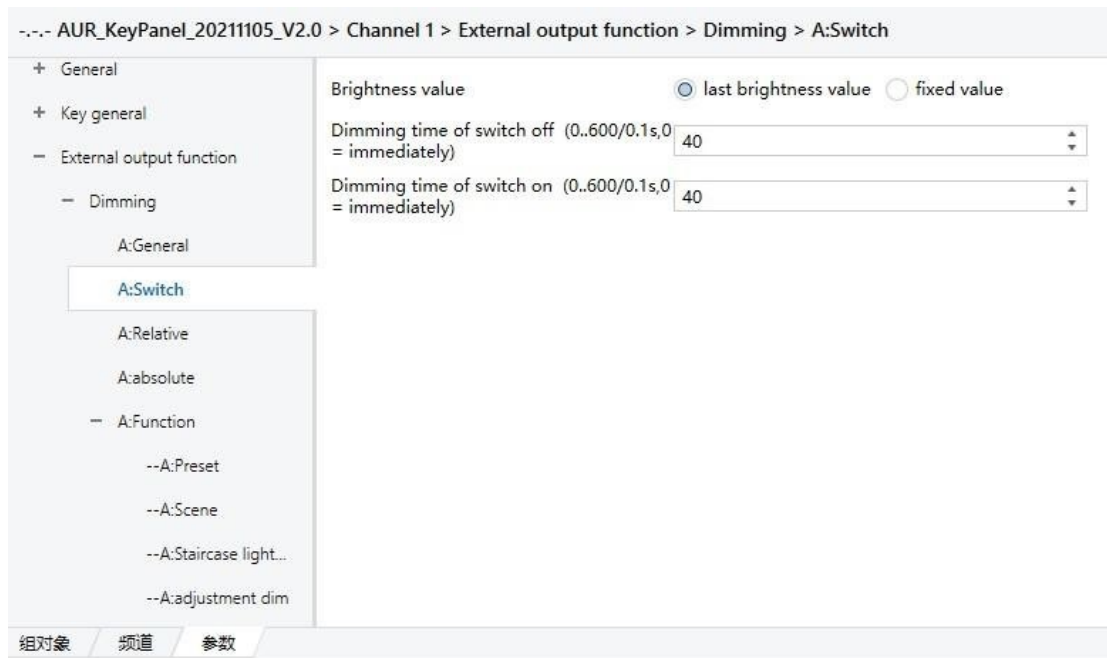 -.-.- AUR_KeyPanel_20211105_V2.0 > Channel 1 > External output function > Dimming > A:Switch
+ General
+ Key general
− External output function
− Dimming
A:General
A:Switch
A:Relative
A:absolute
− A:Function
--A:Preset
--A:Scene
--A:Staircase light...
--A:adjustment dim
Brightness value
last brightness value fixed value
Dimming time of switch off (0..600/0.1s,0
= immediately)
40
Dimming time of switch on (0..600/0.1s,0
= immediately)
40
组对象 频道 参数